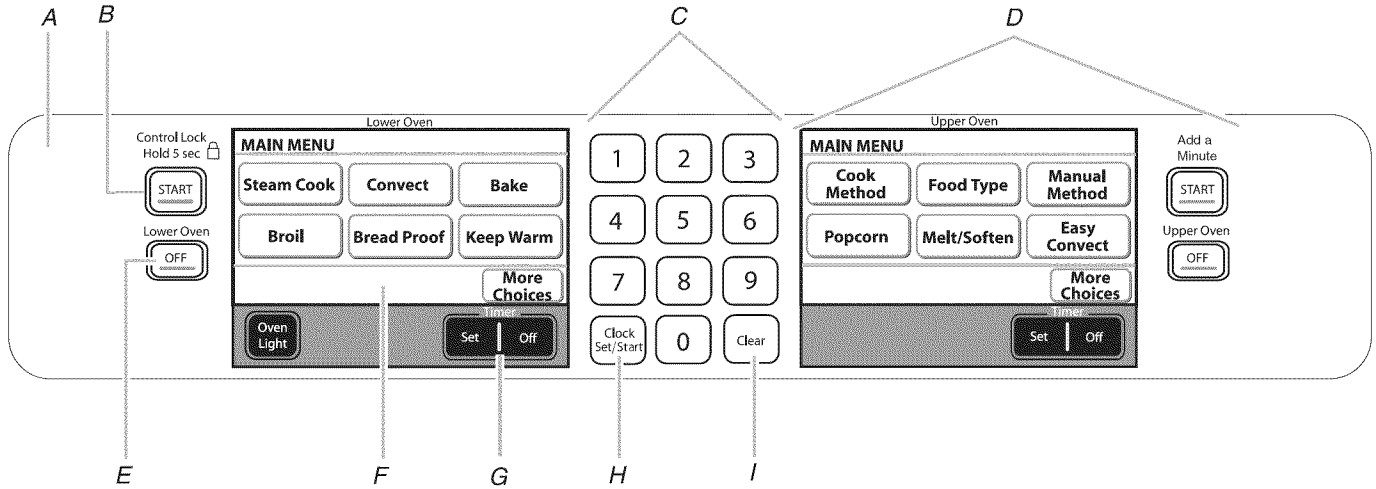 A
B
C
D
Lower Oven
Upper Oven
Control Lock
Hold 5 sec
START
Lower Oven
OFF
MAIN MENU
Steam Cook Convect Bake
Broil Bread Proof Keep Warm
More
Choices
Oven
Light
Timer
Set Off
1 2 3
4 5 6
7 8 9
Clock
Set/Start
0
Clear
MAIN MENU
Cook
Method
Food Type
Manual
Method
Popcorn
Melt/Soften
Easy
Convect
More
Choices
Timer
Set Off
Add a
Minute
START
Upper Oven
OFF
E
F
G
H
I